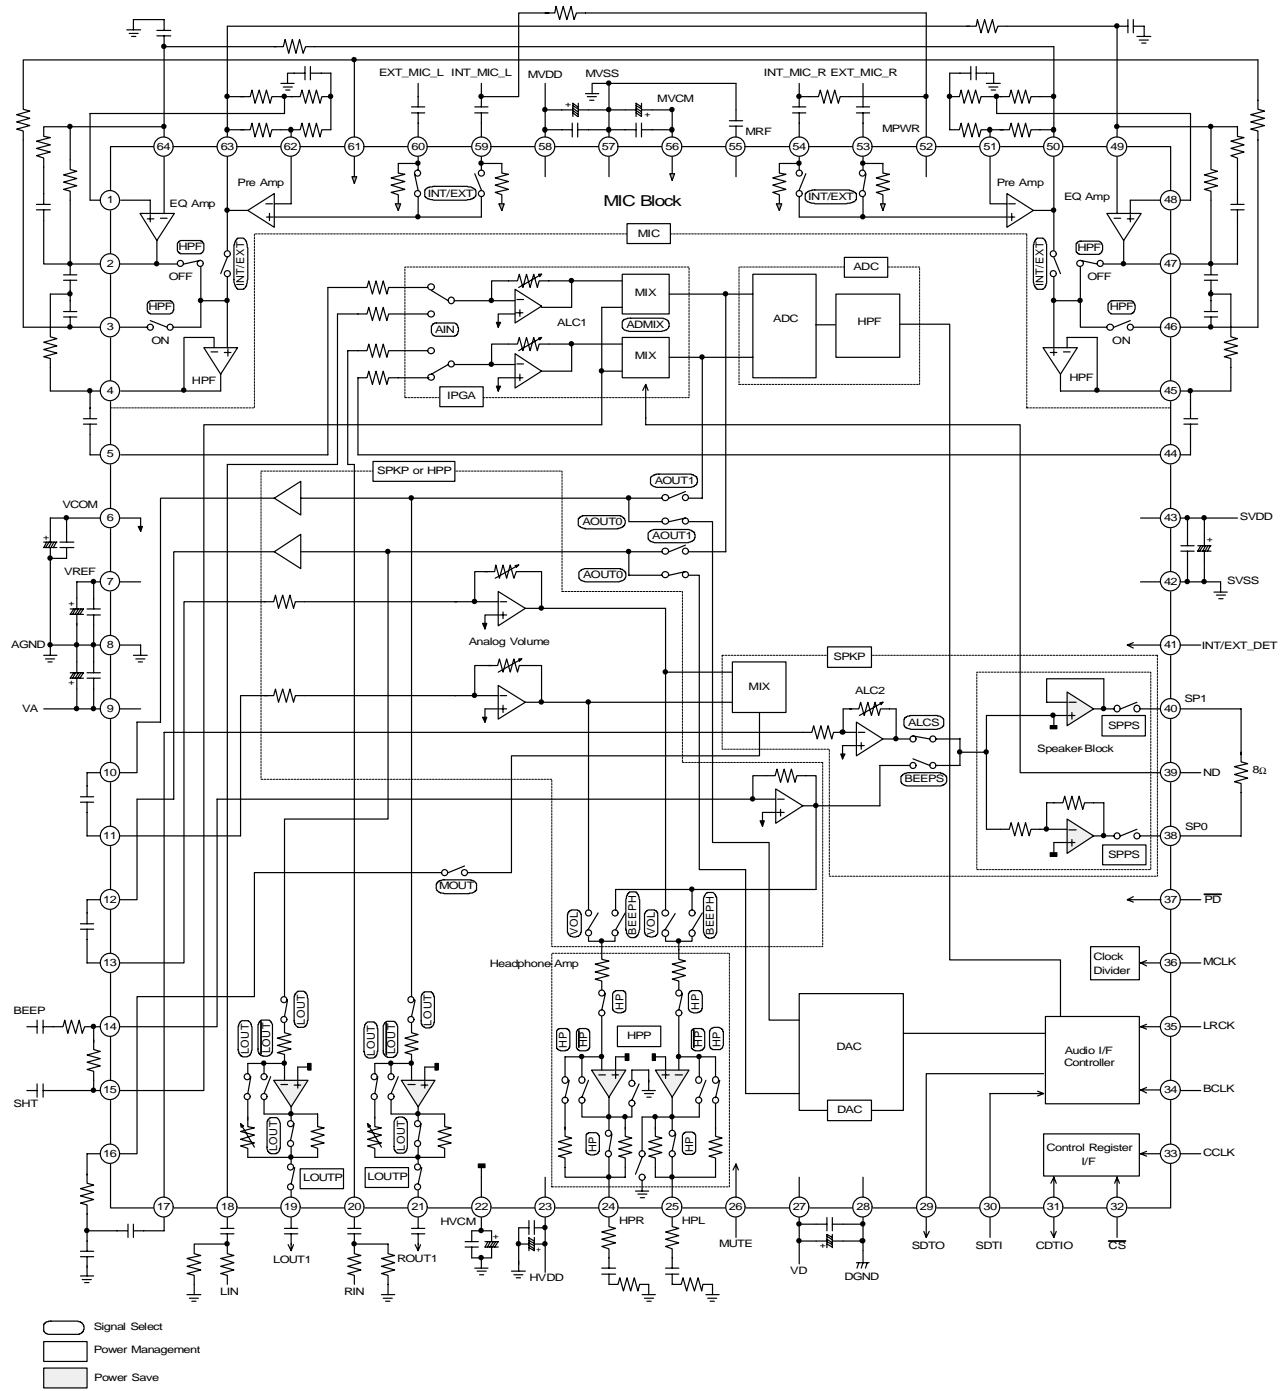 EXT_MIC_L INT_MIC_L MVDD MVSS INT_MIC_R EXT_MIC_R
MVCM
MRF MPWR
64 63 62 61 60 59 58 57 56 55 54 53 52 51 50 49
Pre Amp INT/EXT MIC Block INT/EXT Pre Amp
1 EQ Amp EQ Amp 48
MIC
HPF INT/EXT INT/EXT HPF
2 OFF OFF 47
ADC
MIX
ALC1 ADMIX ADC HPF
AIN
HPF HPF
3 ON ON 46
MIX
HPF HPF
4 IPGA 45
5 44
SPKP or HPP
AOUT1
VCOM
6 AOUT0 43 SVDD
AOUT1
VREF
7 AOUT0 42 SVSS
AGND 8 Analog Volume 41 INT/EXT_DET
SPKP
MIX ALC2
VA 9 ALCS 40 SP1
SPPS
Speaker Block
10 BEEPS 39 ND 8Ω
11 38 SP0
SPPS
MOUT
12 37 PD
VOL BEEPH VOL BEEPH
13 Headphone Amp Clock Divider 36 MCLK
LOUT LOUT HP HP
BEEP 14 35 LRCK
LOUT LOUT LOUT LOUT HP HP HPP HP HP DAC
Audio I/F
Controller
15 34 BCLK
SHT
DAC
LOUT LOUT HP HP
16 Control Register
I/F 33 CCLK
LOUTP LOUTP
17 18 19 20 21 22 23 24 25 26 27 28 29 30 31 32
HVCM HPR HPL
MUTE SDTO SDTI CDTIO CS
LOUT1 ROUT1 HVDD VD DGND
LIN RIN
Signal Select
Power Management
Power Save